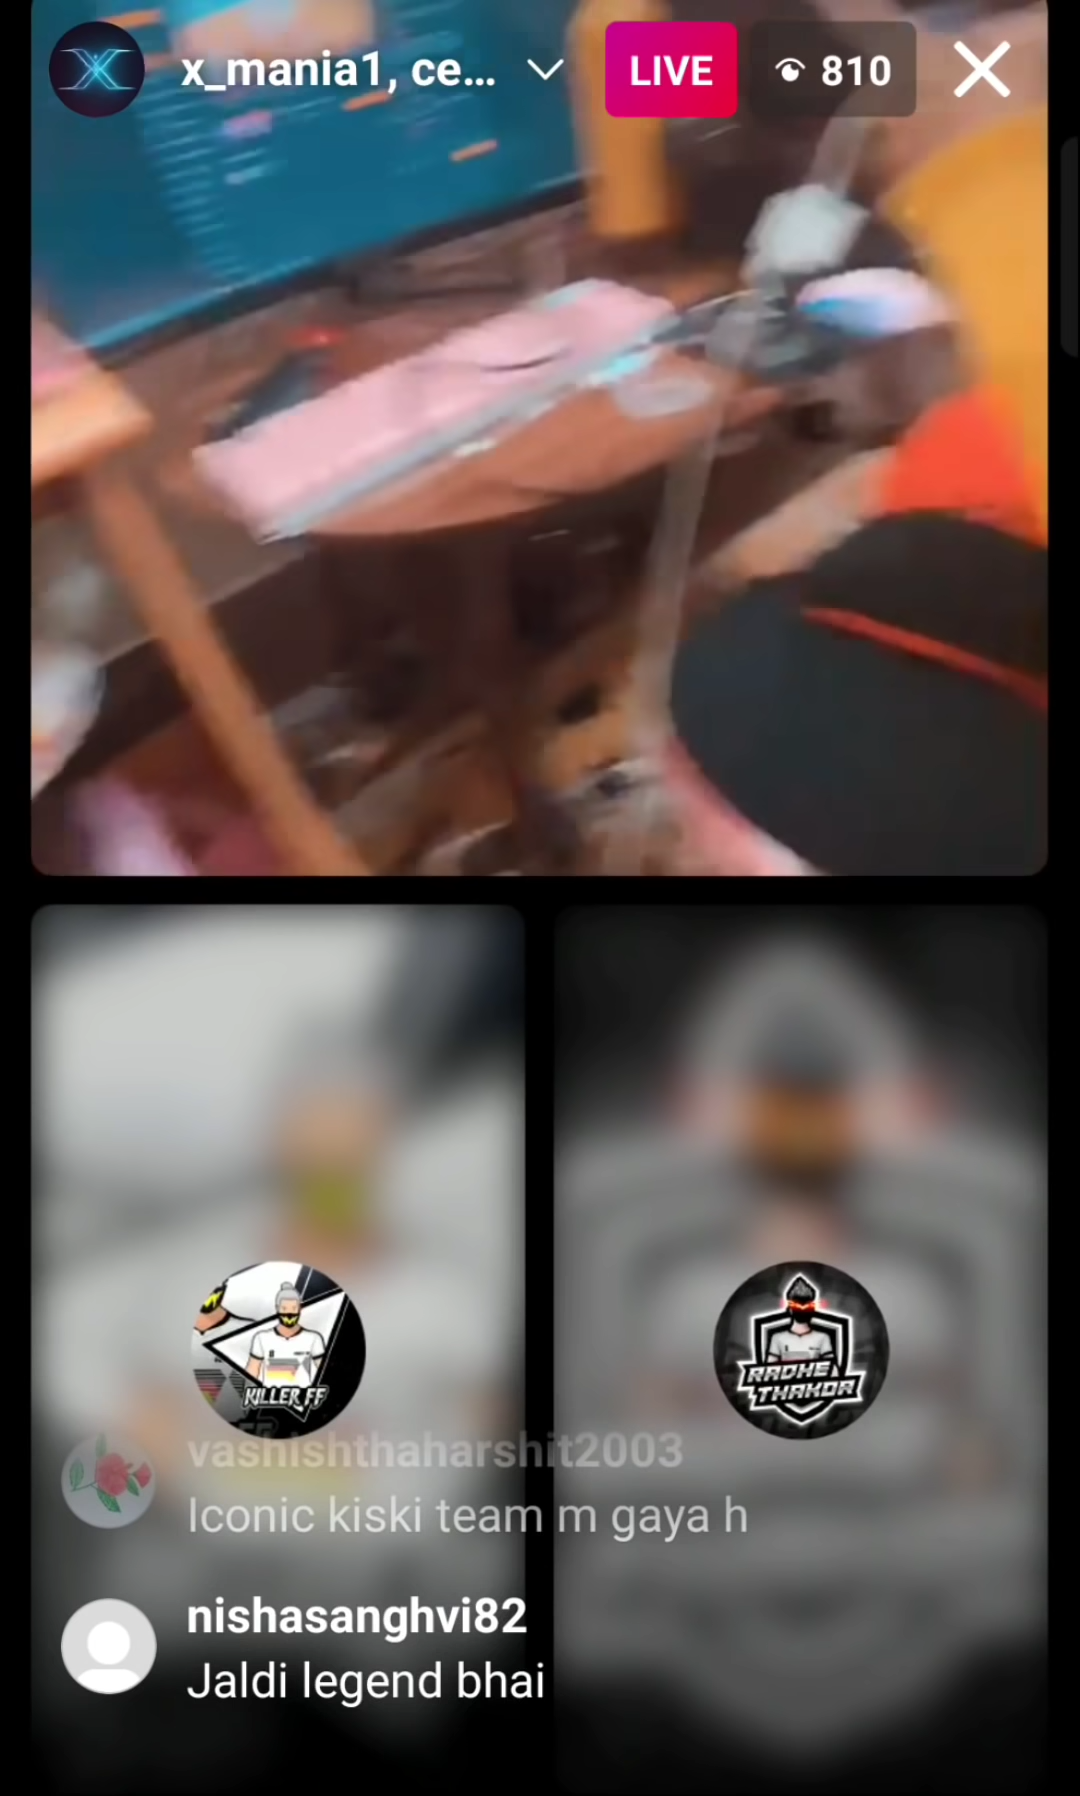 x_mania1, ce...
LIVE
810
KILLER FF
RADHE
THAKOR
vashishthaharshit2003
Iconic kiski team m gaya h
nishasanghvi82
Jaldi legend bhai